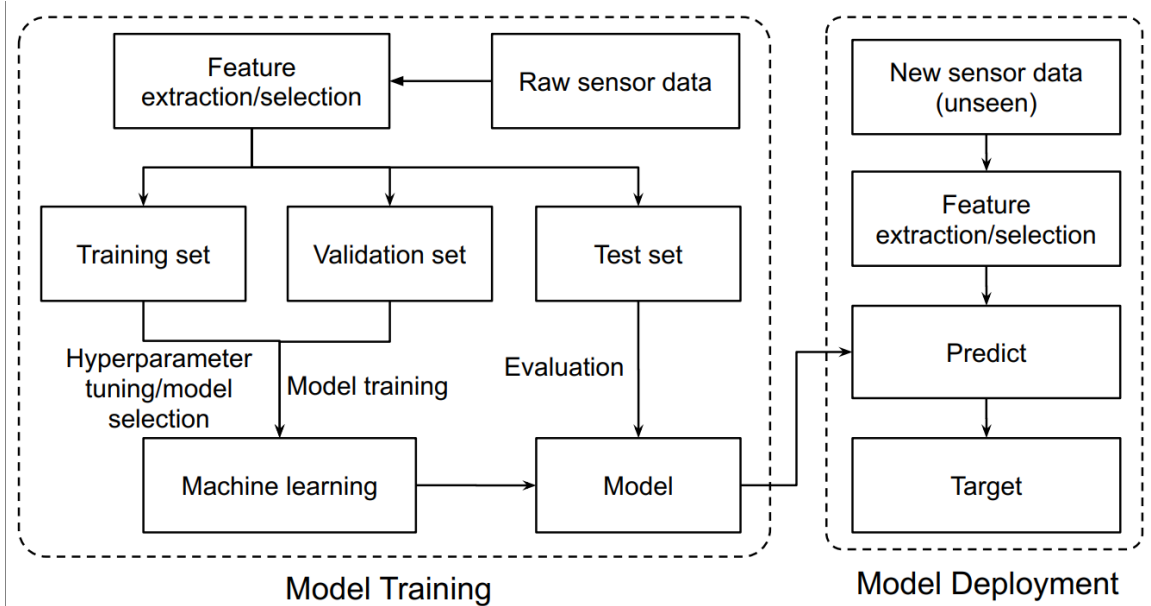 Feature
extraction/selection
Raw sensor data
Training set
Validation set
Test set
Hyperparameter
tuning/model
selection
Model training
Evaluation
Machine learning
Model
Model Training
New sensor data
(unseen)
Feature
extraction/selection
Predict
Target
Model Deployment